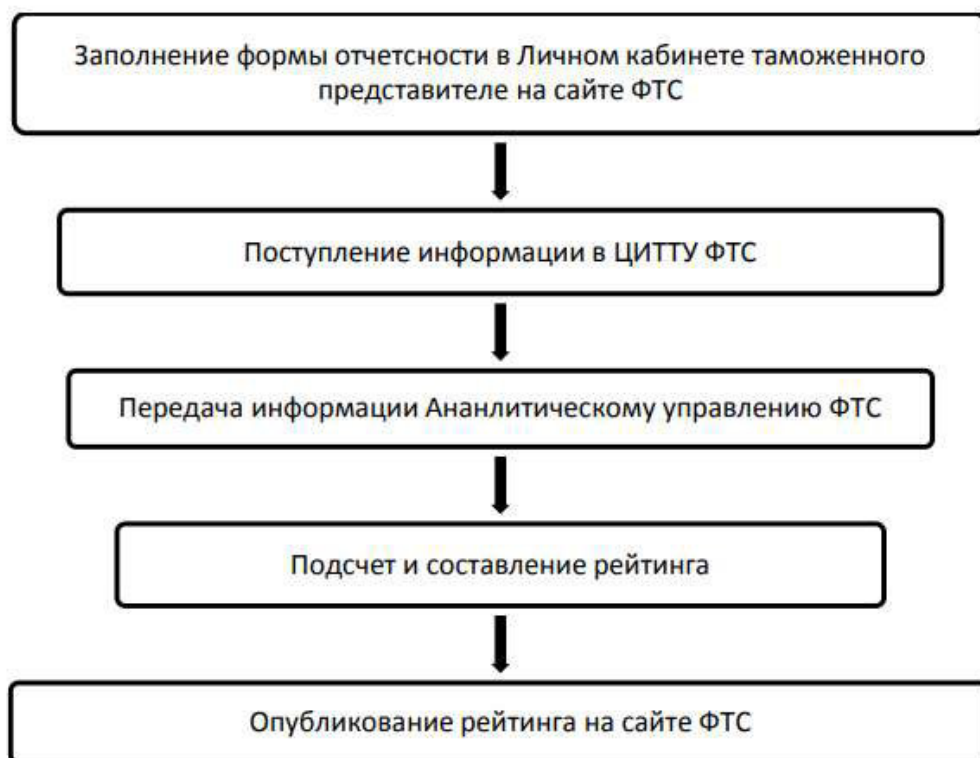 Заполнение формы отчетсности в Личном кабинете таможенного
представителе на сайте ФТС
Поступление информации в ЦИТТУ ФТС
Передача информации Ананлитическому управлению ФТС
Подсчет и составление рейтинга
Опубликование рейтинга на сайте ФТС